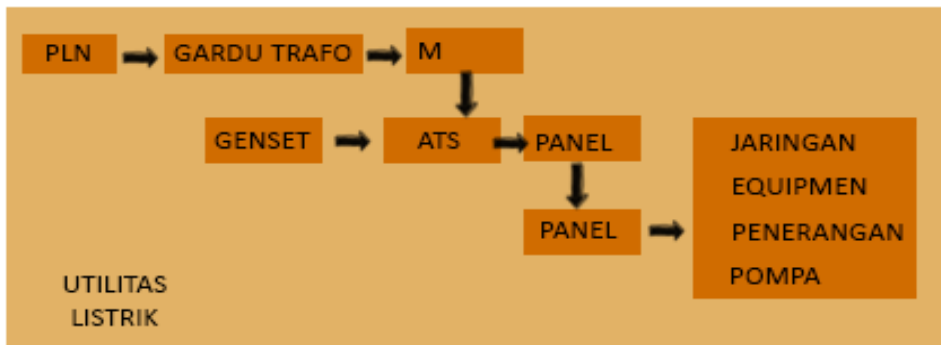 PLN
GARDU TRAFO
M
GENSET
ATS
PANEL
PANEL
JARINGAN
EQUIPMEN
PENERANGAN
POMPA
UTILITAS
LISTRIK